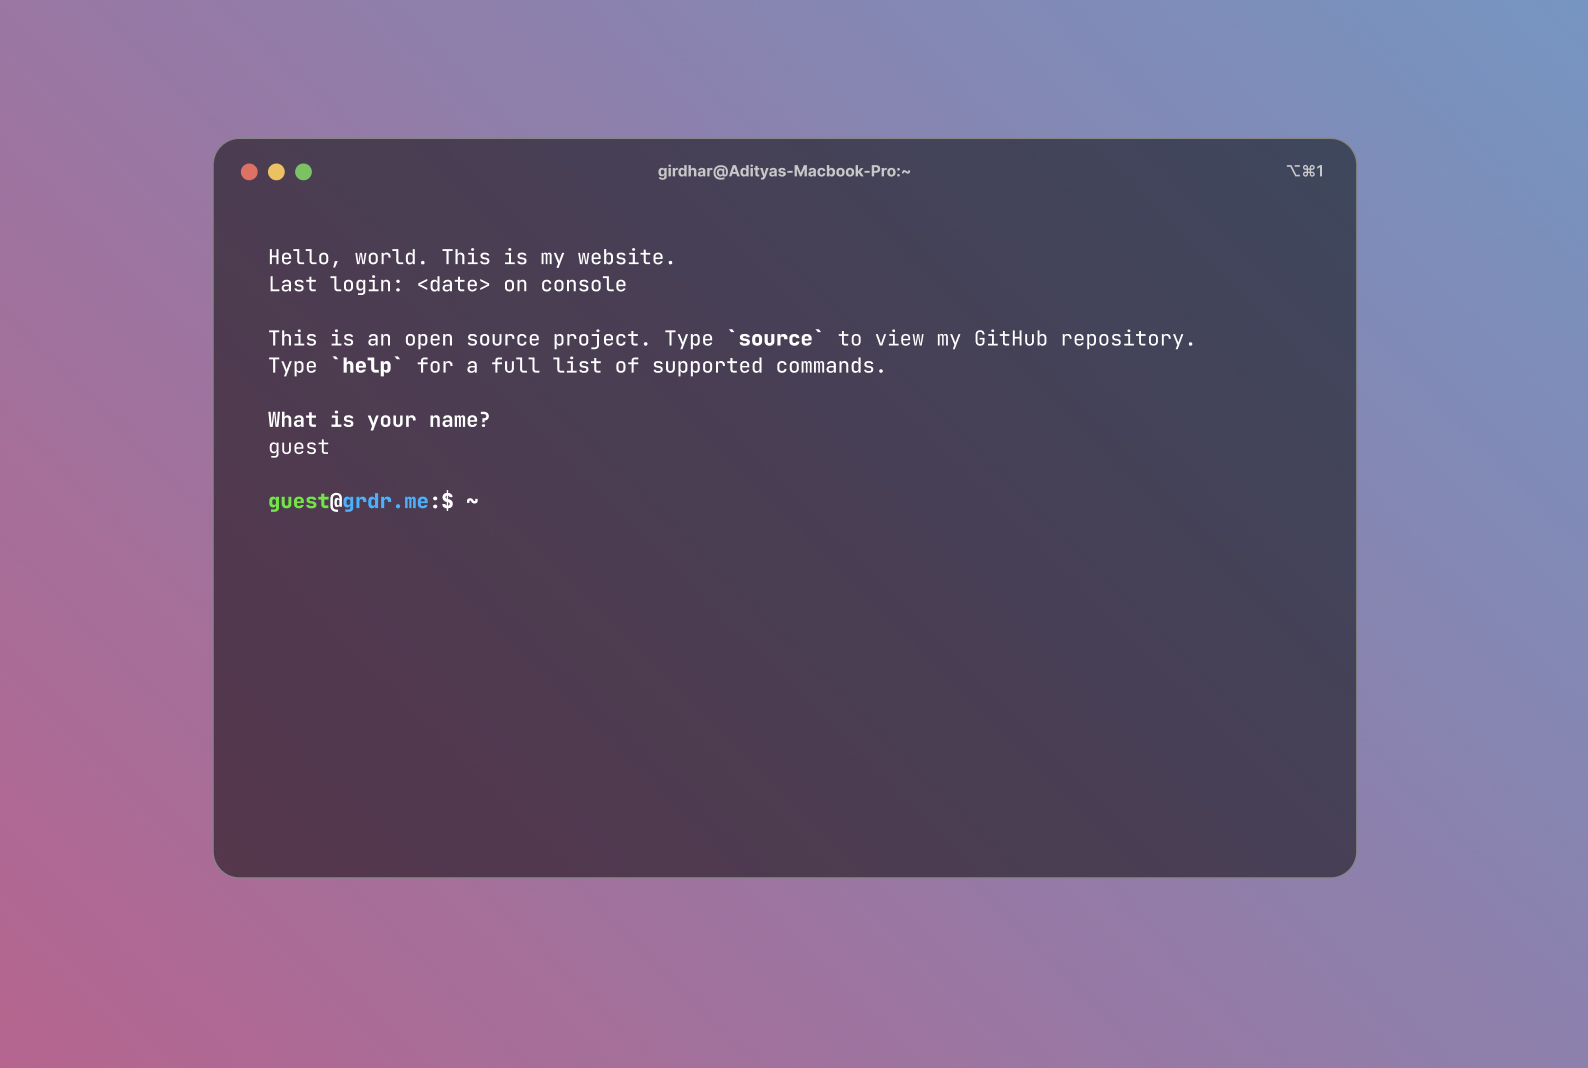 girdhar@Adityas-Macbook-Pro:~
⌥⌘1
Hello, world. This is my website.
Last login: <date> on console
This is an open source project. Type `source` to view my GitHub repository.
Type `help` for a full list of supported commands.
What is your name?
guest
guest@grdr.me:$ ~